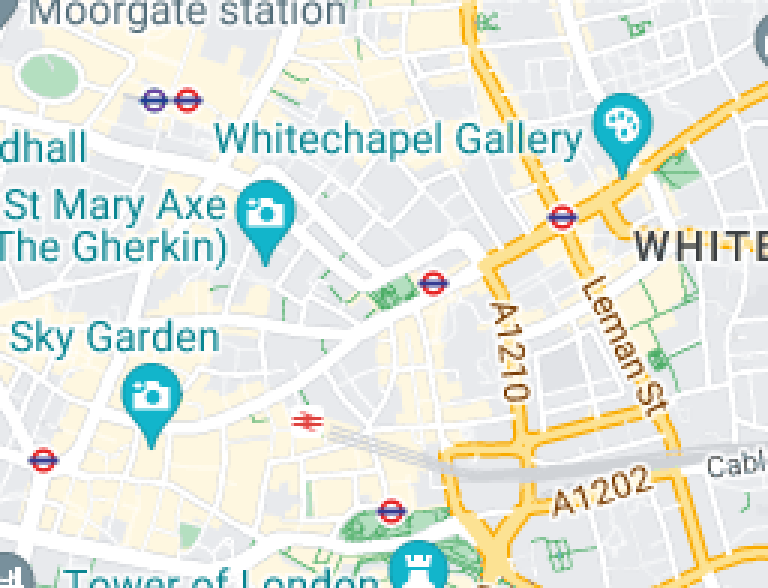 Moorgate station
dhall
Whitechapel Gallery
St Mary Axe
The Gherkin)
WHITE
Sky Garden
A1210
Leman St
A1202
Cabl
Tower of London